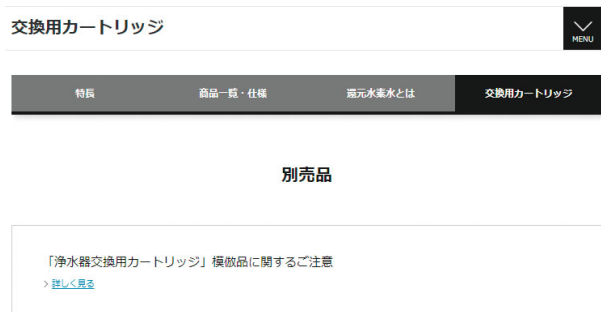 交換用カートリッジ
MENU
特長
商品一覧・仕様
還元水素水とは
交換用カートリッジ
別売品
「浄水器交換用カートリッジ」模倣品に関するご注意
> 詳しく見る